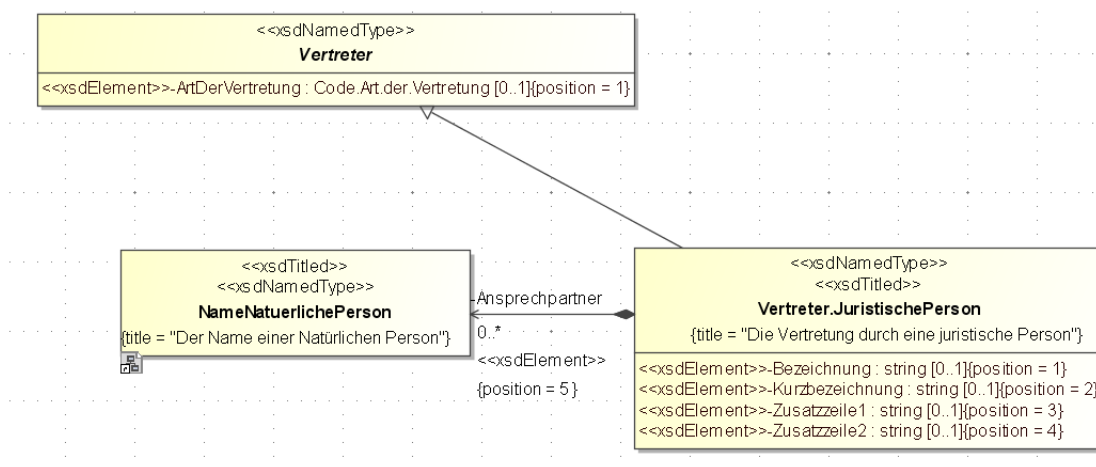 <<xsdNamedType>>
Vertreter
<<xsdElement>>-ArtDerVertretung : Code.Art.der.Vertretung [0..1]{position = 1}
<<xsdTitled>>
<<xsdNamedType>>
NameNatuerlichePerson
{title = "Der Name einer Natürlichen Person"}
-Ansprechpartner
0..*
<<xsdElement>>
{position = 5}
<<xsdNamedType>>
<<xsdTitled>>
Vertreter.JuristischePerson
{title = "Die Vertretung durch eine juristische Person"}
<<xsdElement>>-Bezeichnung : string [0..1]{position = 1}
<<xsdElement>>-Kurzbezeichnung : string [0..1]{position = 2}
<<xsdElement>>-Zusatzzeile1 : string [0..1]{position = 3}
<<xsdElement>>-Zusatzzeile2 : string [0..1]{position = 4}